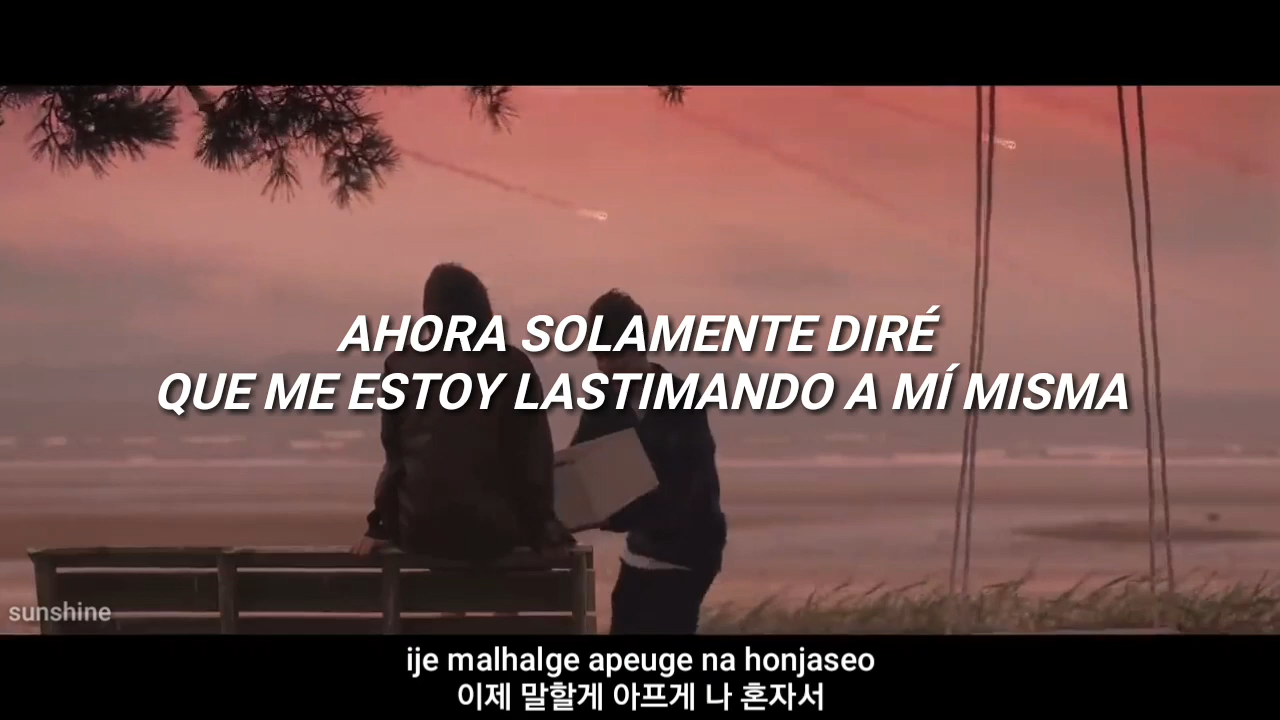 AHORA SOLAMENTE DIRÉ
QUE ME ESTOY LASTIMANDO A MÍ MISMA
sunshine
ije malhalge apeuge na honjaseo
이제 말할게 아프게 나 혼자서